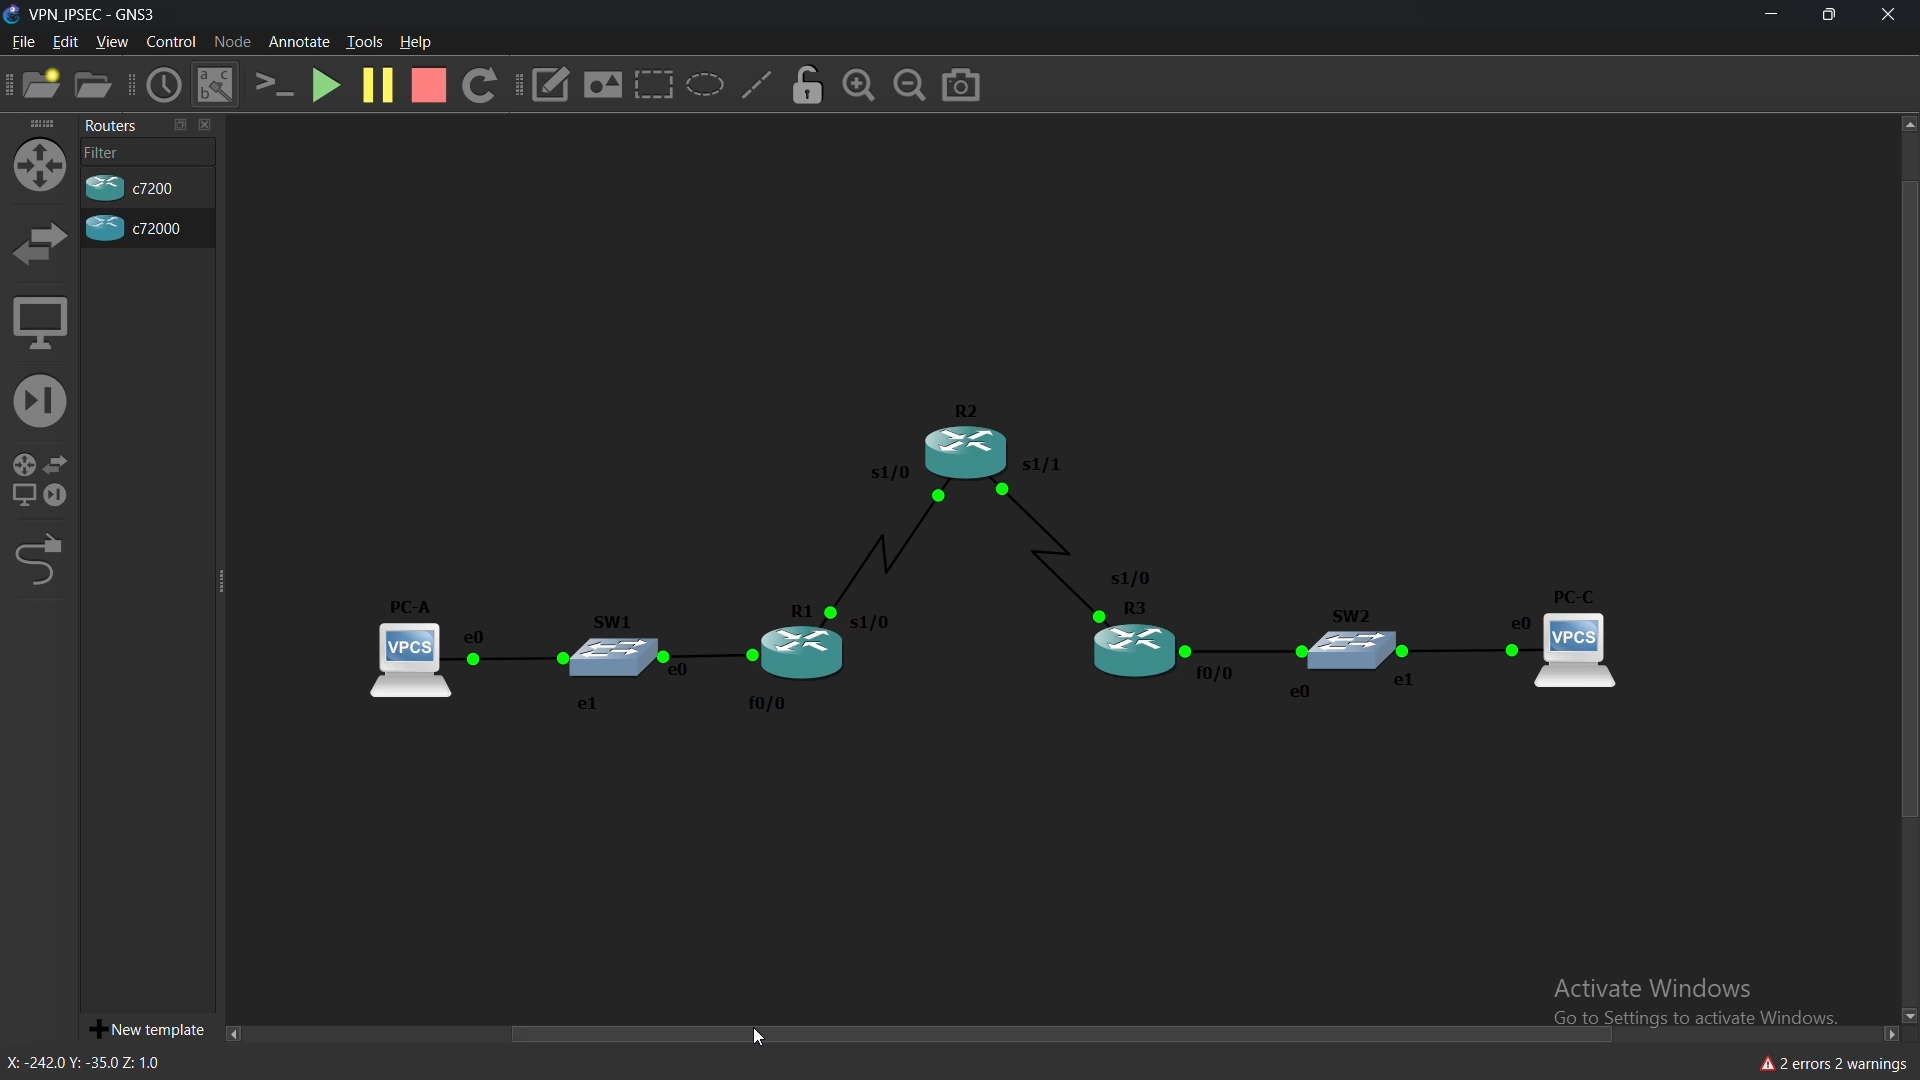 VPN_IPSEC - GNS3
File Edit View Control Node Annotate Tools Help
a c
b
Routers
Filter
c7200
c72000
R2
s1/0
s1/1
s1/0
PC-A
VPCS
e0
SW1
e0
e1
R1
s1/0
f0/0
R3
f0/0
SW2
e0
e1
PC-C
e0
VPCS
Activate Windows
Go to Settings to activate Windows.
New template
X: -242.0 Y: -35.0 Z: 1.0
2 errors 2 warnings